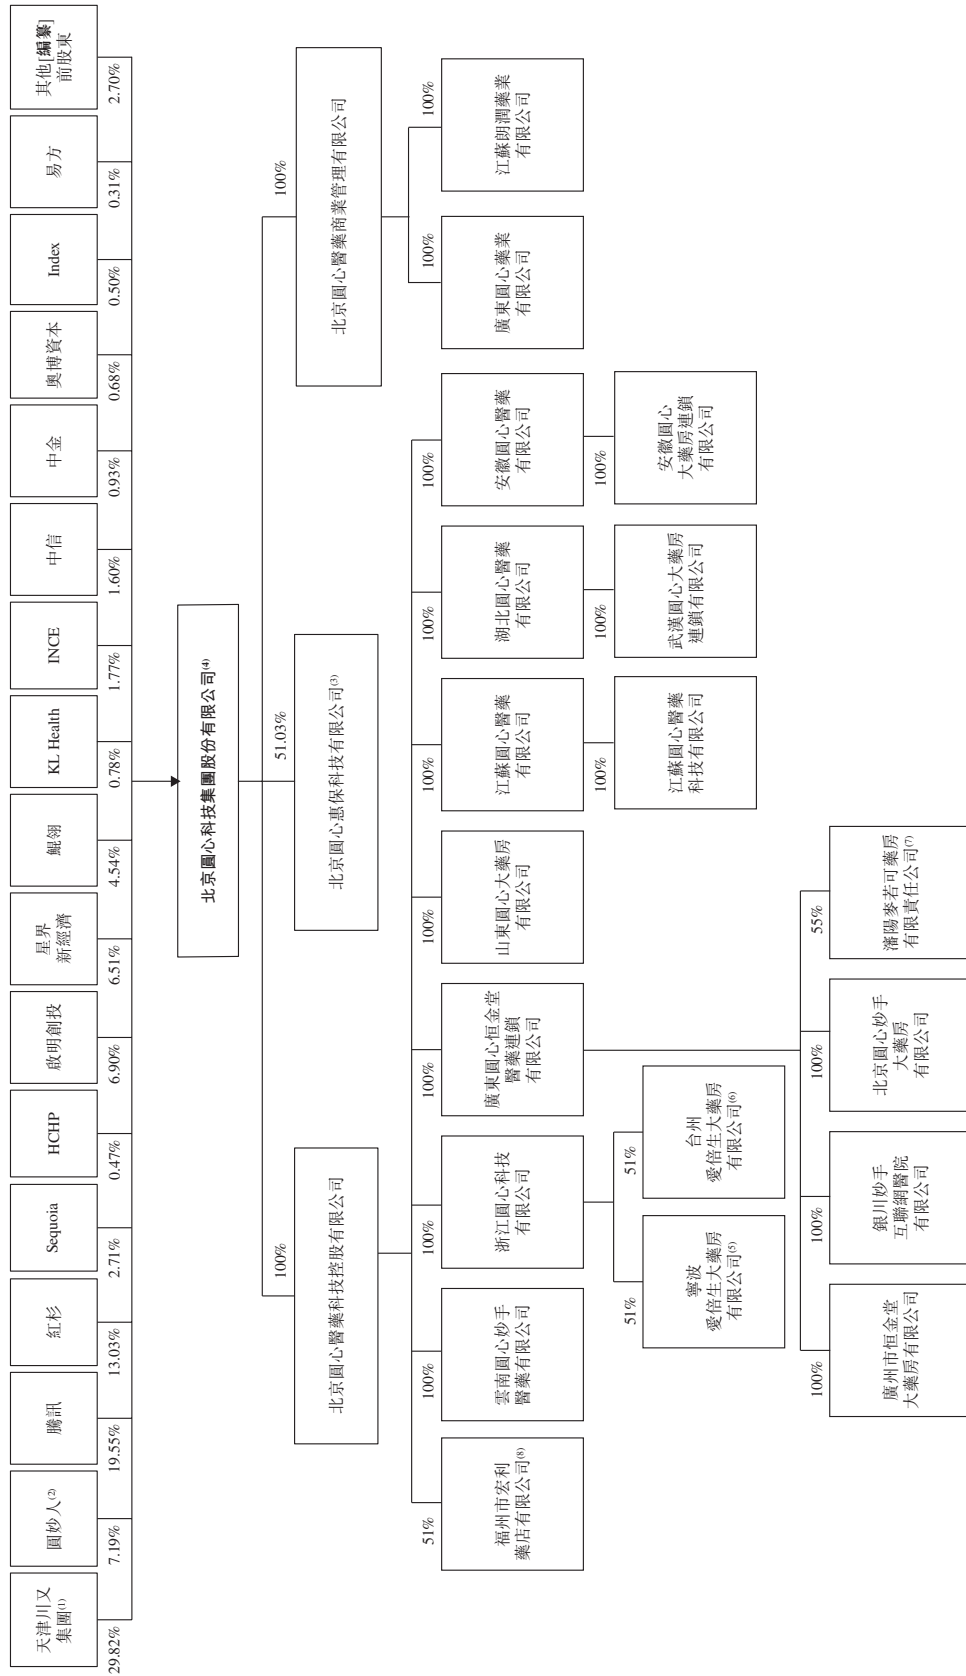 天津川又
集團(1)
29.82%
圓妙人(2)
7.19%
騰訊
19.55%
紅杉
13.03%
Sequoia
2.71%
HCHP
0.47%
啟明創投
6.90%
星界
新經濟
6.51%
鯤翎
4.54%
KL Health
0.78%
INCE
1.77%
中信
1.60%
中金
0.93%
奧博資本
0.68%
Index
0.50%
易方
0.31%
其他[編纂]
前股東
2.70%
北京圓心科技集團股份有限公司(4)
100%
北京圓心醫藥科技控股有限公司
51.03%
北京圓心惠保科技有限公司(3)
100%
北京圓心醫藥商業管理有限公司
51%
福州市宏利
藥店有限公司(8)
100%
雲南圓心妙手
醫藥有限公司
100%
浙江圓心科技
有限公司
100%
廣東圓心恒金堂
醫藥連鎖
有限公司
100%
山東圓心大藥房
有限公司
100%
江蘇圓心醫藥
有限公司
100%
湖北圓心醫藥
有限公司
100%
安徽圓心醫藥
有限公司
100%
廣東圓心藥業
有限公司
100%
江蘇朗潤藥業
有限公司
51%
寧波
愛倍生大藥房
有限公司(5)
51%
台州
愛倍生大藥房
有限公司(6)
100%
江蘇圓心醫藥
科技有限公司
100%
武漢圓心大藥房
連鎖有限公司
100%
安徽圓心
大藥房連鎖
有限公司
100%
廣州市恒金堂
大藥房有限公司
100%
銀川妙手
互聯網醫院
有限公司
100%
北京圓心妙手
大藥房
有限公司
55%
瀋陽麥若可藥房
有限責任公司(7)